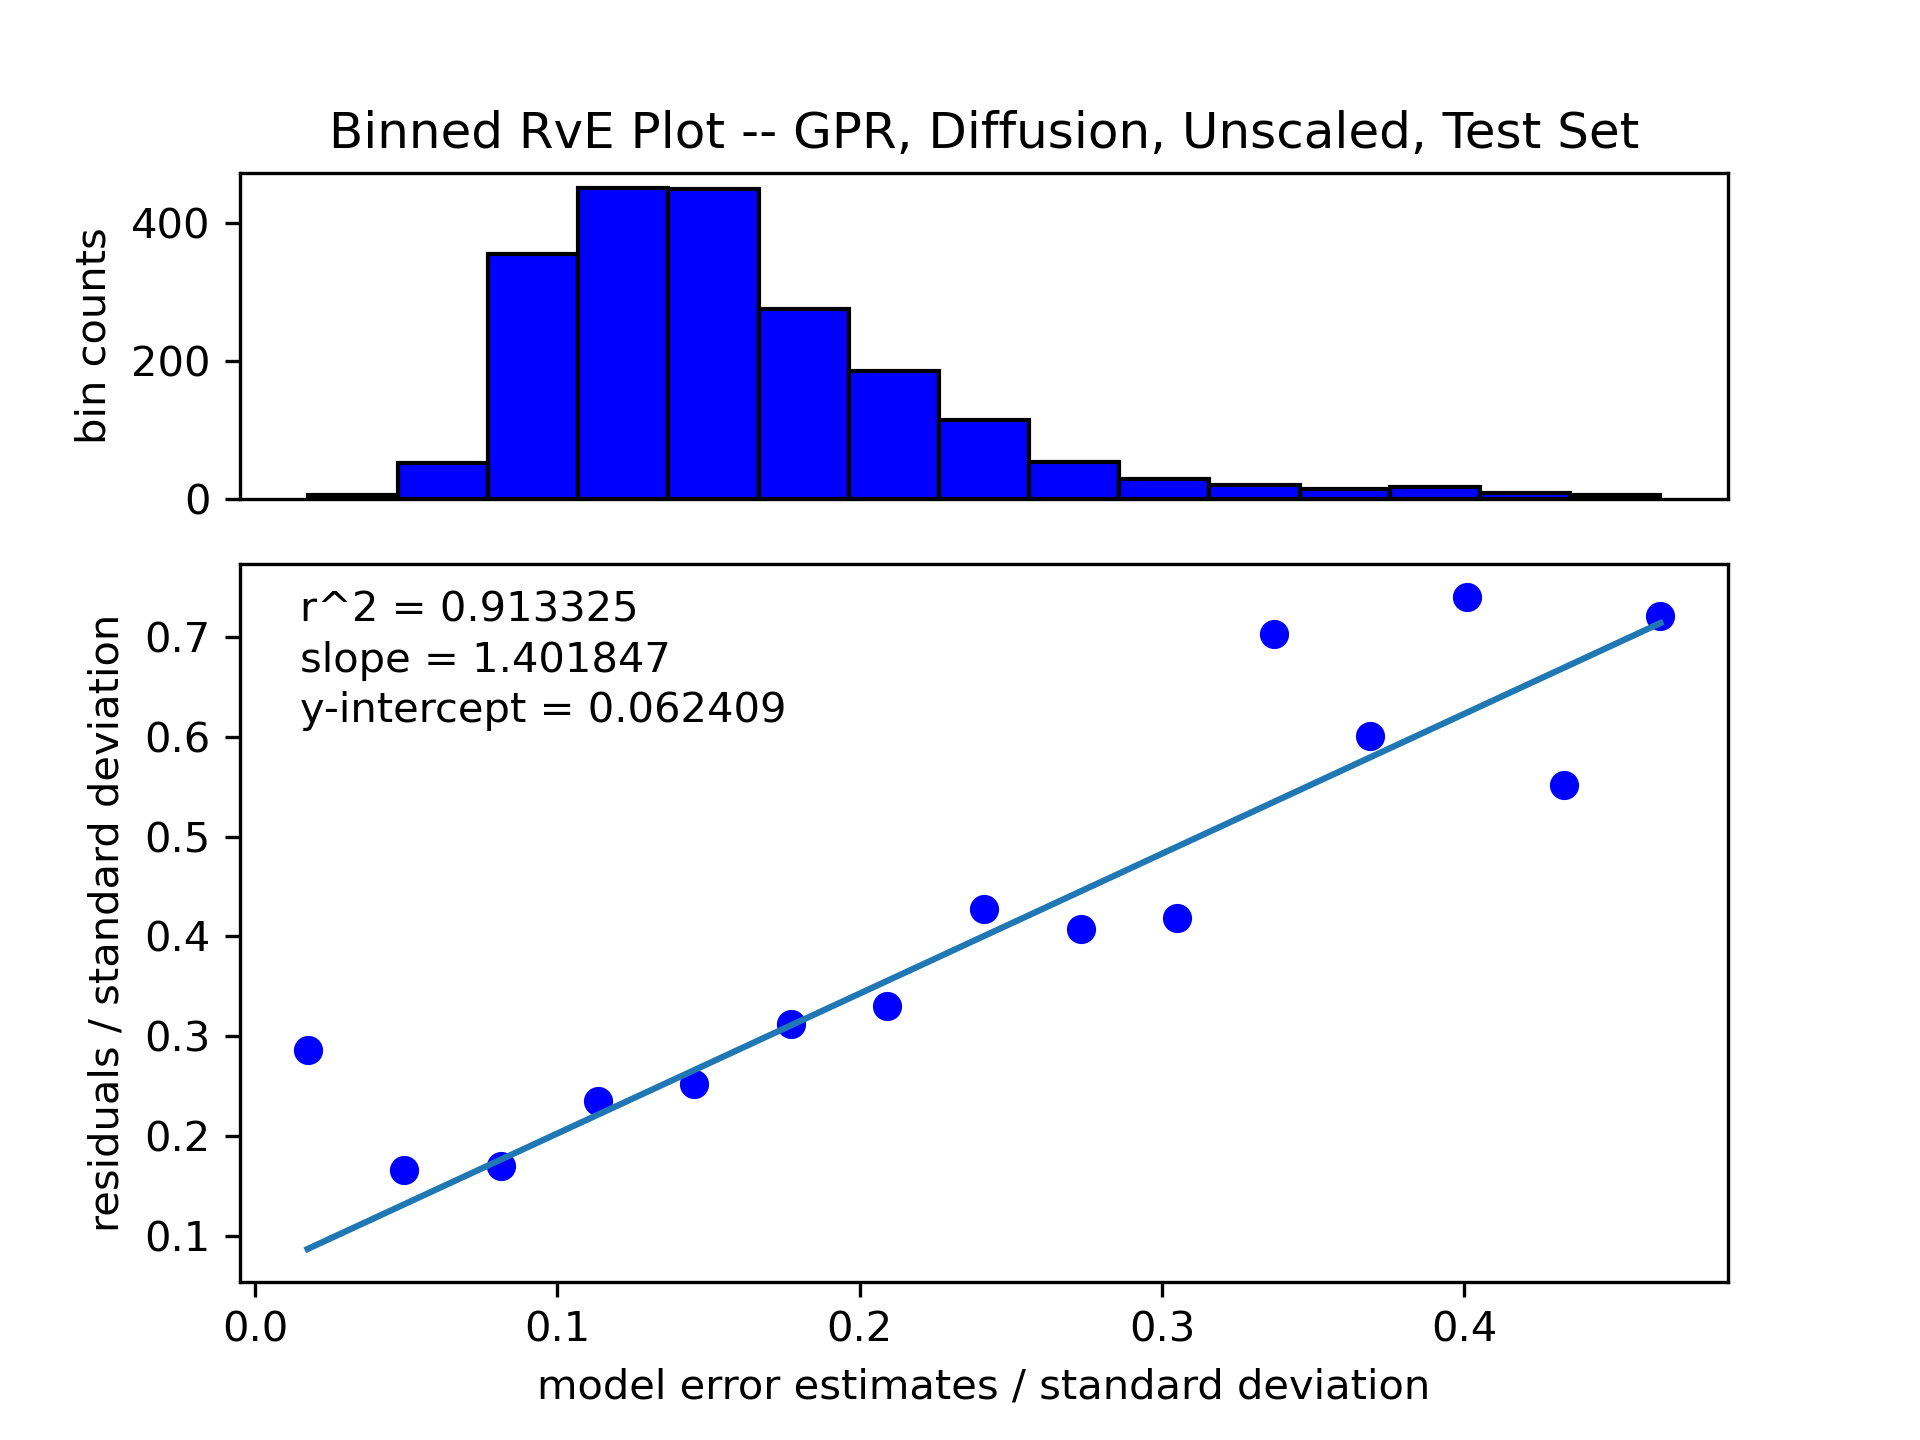 Binned RvE Plot -- GPR, Diffusion, Unscaled, Test Set
bin counts
400
200
0
r^2 = 0.913325
slope = 1.401847
y-intercept = 0.062409
residuals / standard deviation
0.7
0.6
0.5
0.4
0.3
0.2
0.1
0.0 0.1 0.2 0.3 0.4
model error estimates / standard deviation